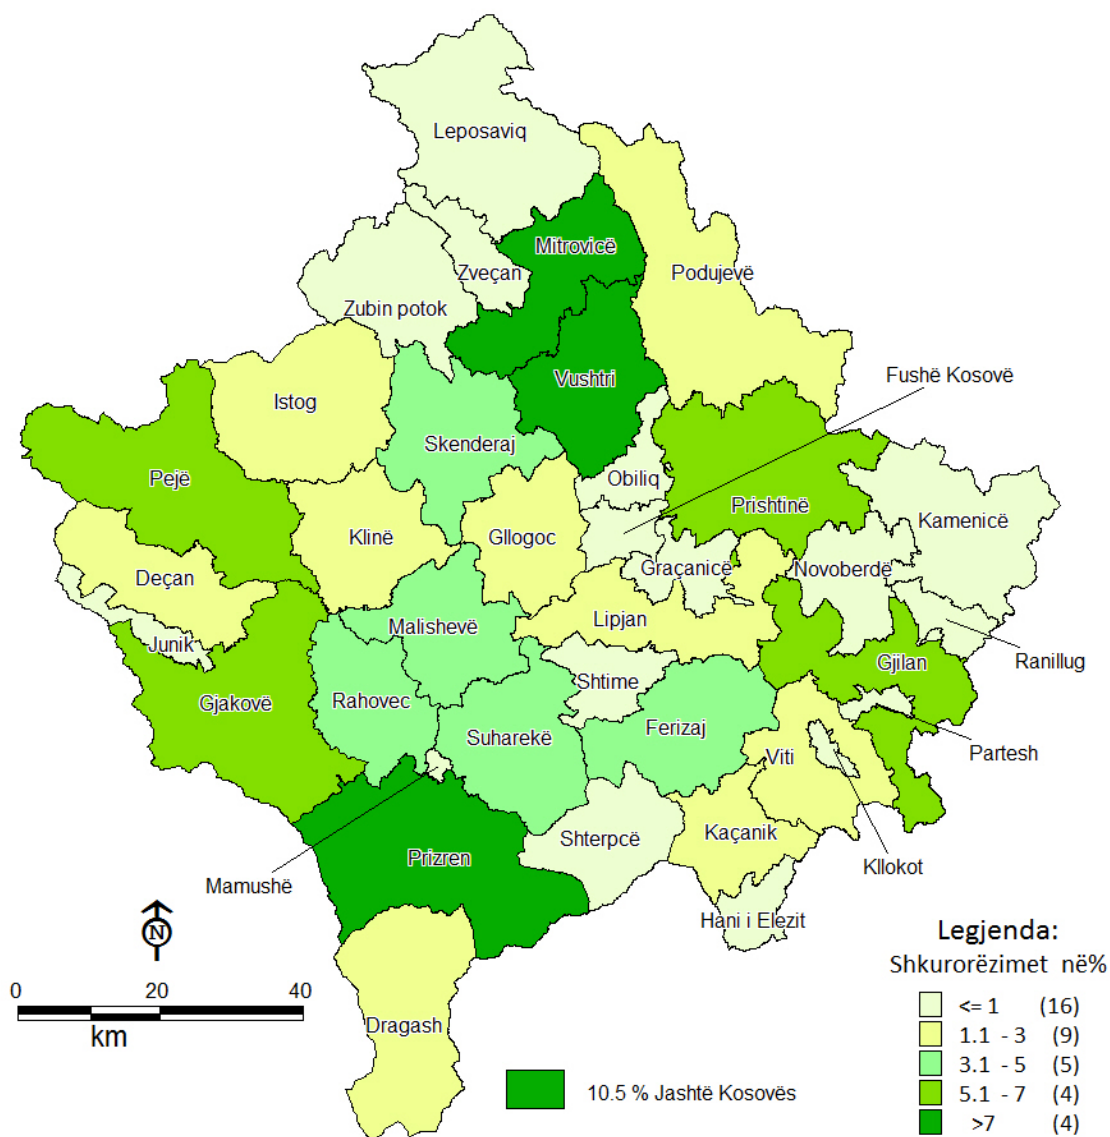 Leposaviq
Mitrovicë
Zveçan
Podujevë
Zubin potok
Fushë Kosovë
Vushtri
Istog
Skenderaj
Pejë
Obiliq
Prishtinë
Kamenicë
Klinë
Gllogoc
Graçanicë
Novoberdë
Deçan
Malishevë
Lipjan
Junik
Ranillug
Gjilan
Shtime
Gjakovë
Rahovec
Suharekë
Ferizaj
Viti
Partesh
Kaçanik
Shterpcë
Prizren
Kllokot
Mamushë
Hani i Elezit
N
Legjenda:
Shkurorëzimet në%
0 20 40
km
Dragash
<= 1 (16)
1.1 - 3 (9)
3.1 - 5 (5)
5.1 - 7 (4)
>7 (4)
10.5 % Jashtë Kosovës